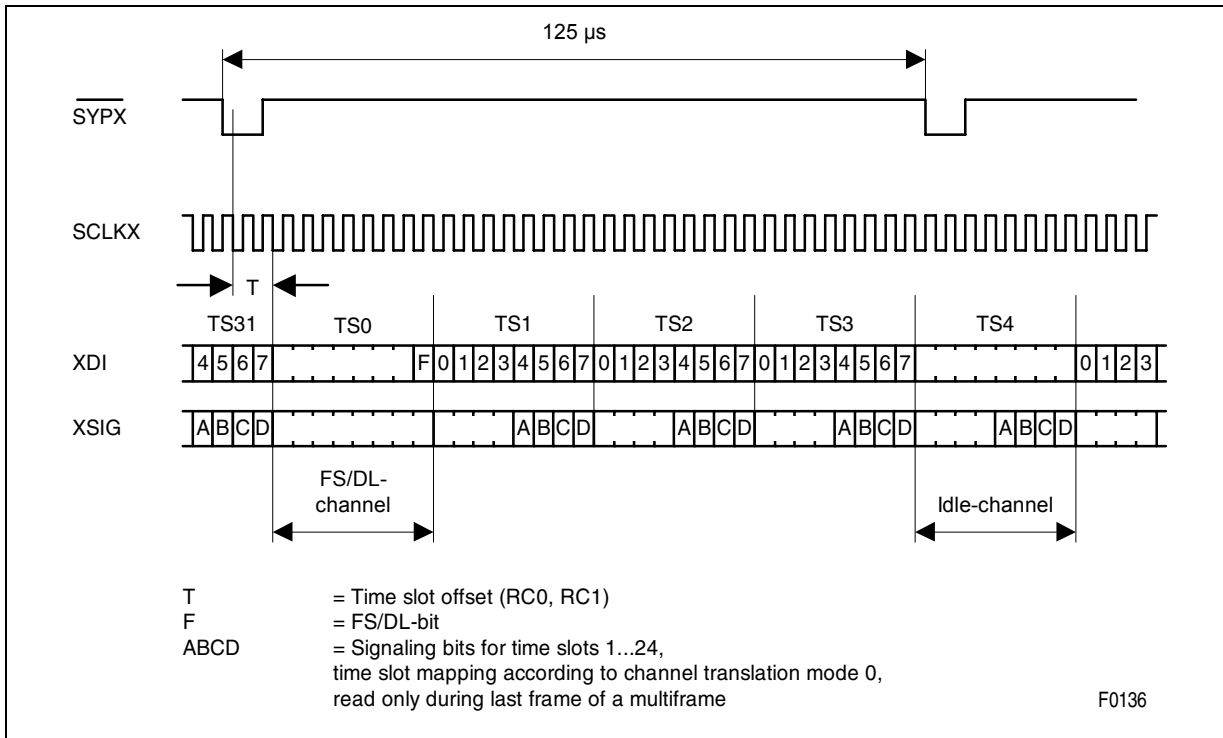 125 µs
SYPX
SCLKX
T
TS31 TS0 TS1 TS2 TS3 TS4
XDI 4 5 6 7 F 0 1 2 3 4 5 6 7 0 1 2 3 4 5 6 7 0 1 2 3 4 5 6 7 0 1 2 3
XSIG A B C D A B C D A B C D A B C D A B C D
FS/DL-
channel
Idle-channel
T = Time slot offset (RC0, RC1)
F = FS/DL-bit
ABCD = Signaling bits for time slots 1...24,
time slot mapping according to channel translation mode 0,
read only during last frame of a multiframe
F0136